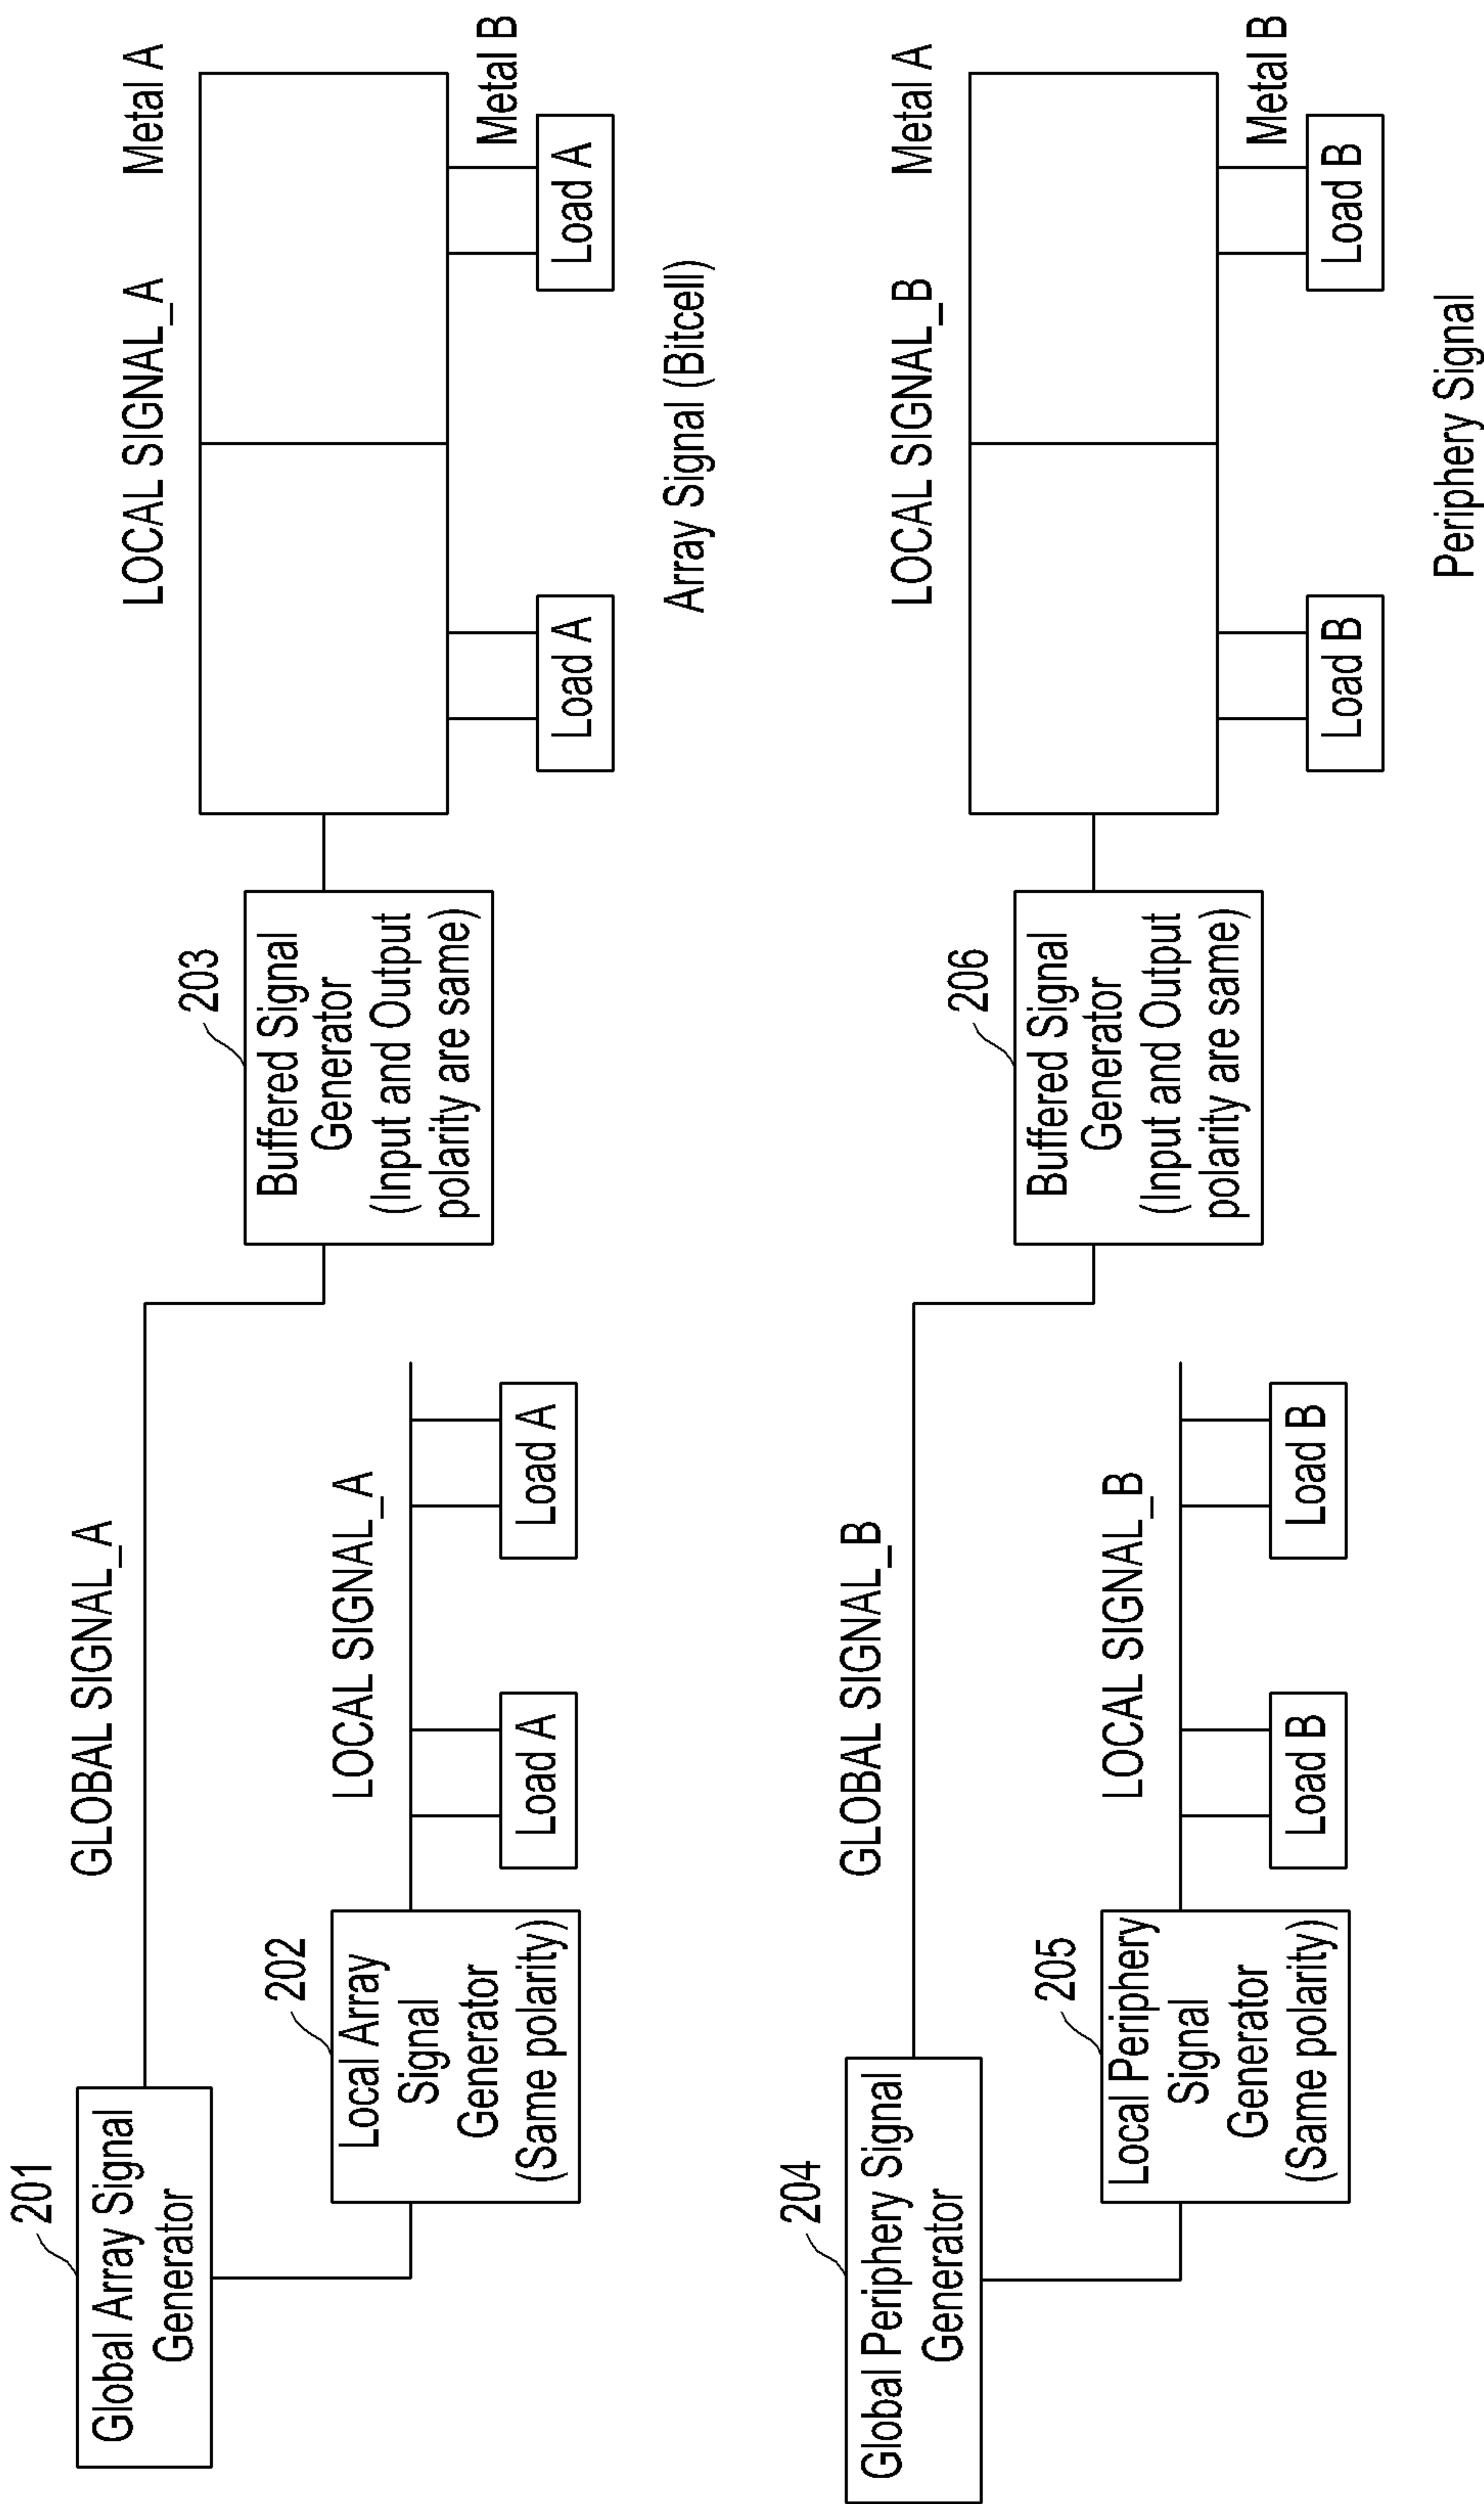 201
Global Array Signal
Generator
GLOBAL SIGNAL_A
202
Local Array
Signal
Generator
(Same polarity)
LOCAL SIGNAL_A
Load A
Load A
203
Buffered Signal
Generator
(Input and Output
polarity are same)
LOCAL SIGNAL_A
Metal A
Metal B
Load A
Load A
Array Signal (Bitcell)
204
Global Periphery Signal
Generator
GLOBAL SIGNAL_B
205
Local Periphery
Signal
Generator
(Same polarity)
LOCAL SIGNAL_B
Load B
Load B
206
Buffered Signal
Generator
(Input and Output
polarity are same)
LOCAL SIGNAL_B
Metal A
Metal B
Load B
Load B
Periphery Signal